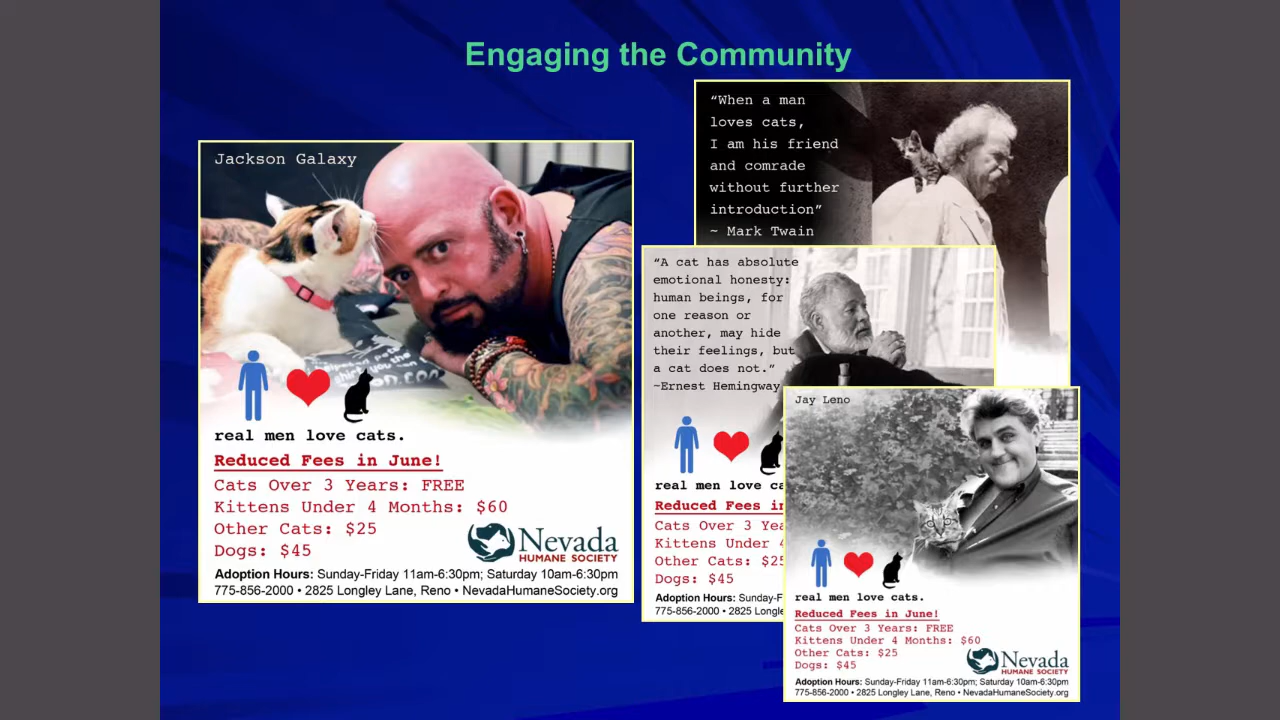 Engaging the Community
Jackson Galaxy
real men love cats.
Reduced Fees in June!
Cats Over 3 Years: FREE
Kittens Under 4 Months: $60
Other Cats: $25
Dogs: $45
Nevada
HUMANE SOCIETY
Adoption Hours: Sunday-Friday 11am-6:30pm; Saturday 10am-6:30pm
775-856-2000 • 2825 Longley Lane, Reno • NevadaHumaneSociety.org
“When a man
loves cats,
I am his friend
and comrade
without further
introduction”
~ Mark Twain
“A cat has absolute
emotional honesty:
human beings, for
one reason or
another, may hide
their feelings, but
a cat does not.”
~Ernest Hemingway
real men love ca
Reduced Fees in
Cats Over 3 Yea
Kittens Under 4
Other Cats: $25
Dogs: $45
Adoption Hours: Sunday-F
775-856-2000 • 2825 Longle
Jay Leno
real men love cats.
Reduced Fees in June!
Cats Over 3 Years: FREE
Kittens Under 4 Months: $60
Other Cats: $25
Dogs: $45
Nevada
HUMANE SOCIETY
Adoption Hours: Sunday-Friday 11am-6:30pm; Saturday 10am-6:30pm
775-856-2000 • 2825 Longley Lane, Reno • NevadaHumaneSociety.org